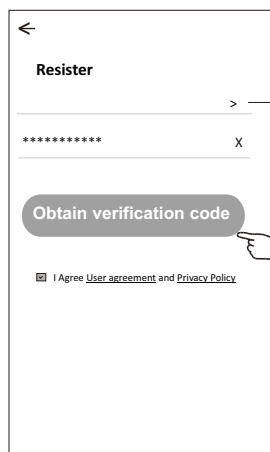 Resister
>
*********** X
Obtain verification code
I Agree User agreement and Privacy Policy